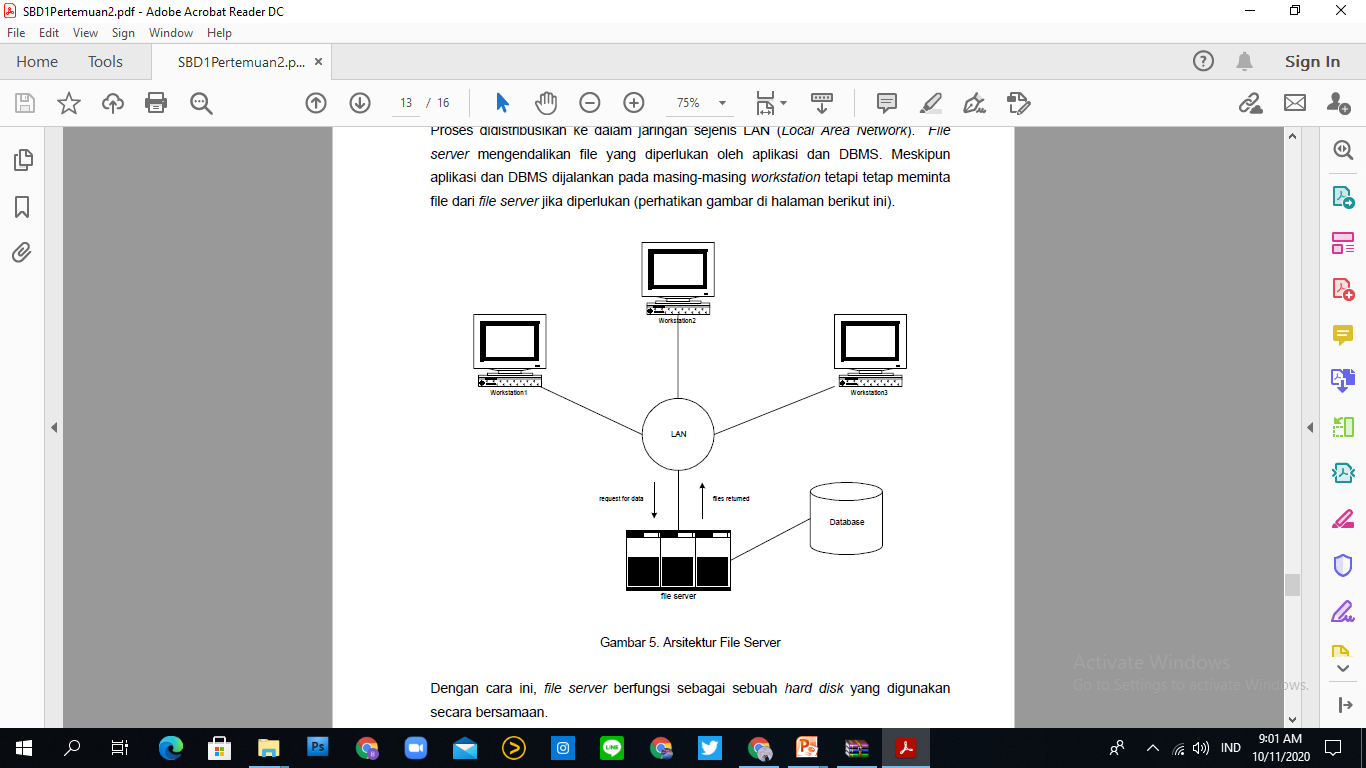 SBD1Pertemuan2.pdf - Adobe Acrobat Reader DC
File Edit View Sign Window Help
Home Tools SBD1Pertemuan2.p... × Sign In
13 / 16 75%
Proses didistribusikan ke dalam jaringan sejenis LAN (Local Area Network). File
server mengendalikan file yang diperlukan oleh aplikasi dan DBMS. Meskipun
aplikasi dan DBMS dijalankan pada masing-masing workstation tetapi tetap meminta
file dari file server jika diperlukan (perhatikan gambar di halaman berikut ini).
Workstation2
Workstation1
Workstation3
LAN
request for data
files returned
Database
file server
Gambar 5. Arsitektur File Server
Dengan cara ini, file server berfungsi sebagai sebuah hard disk yang digunakan
secara bersamaan.
Activate Windows
Go to Settings to activate Windows.
Ps
LINE
IND
9:01 AM
10/11/2020